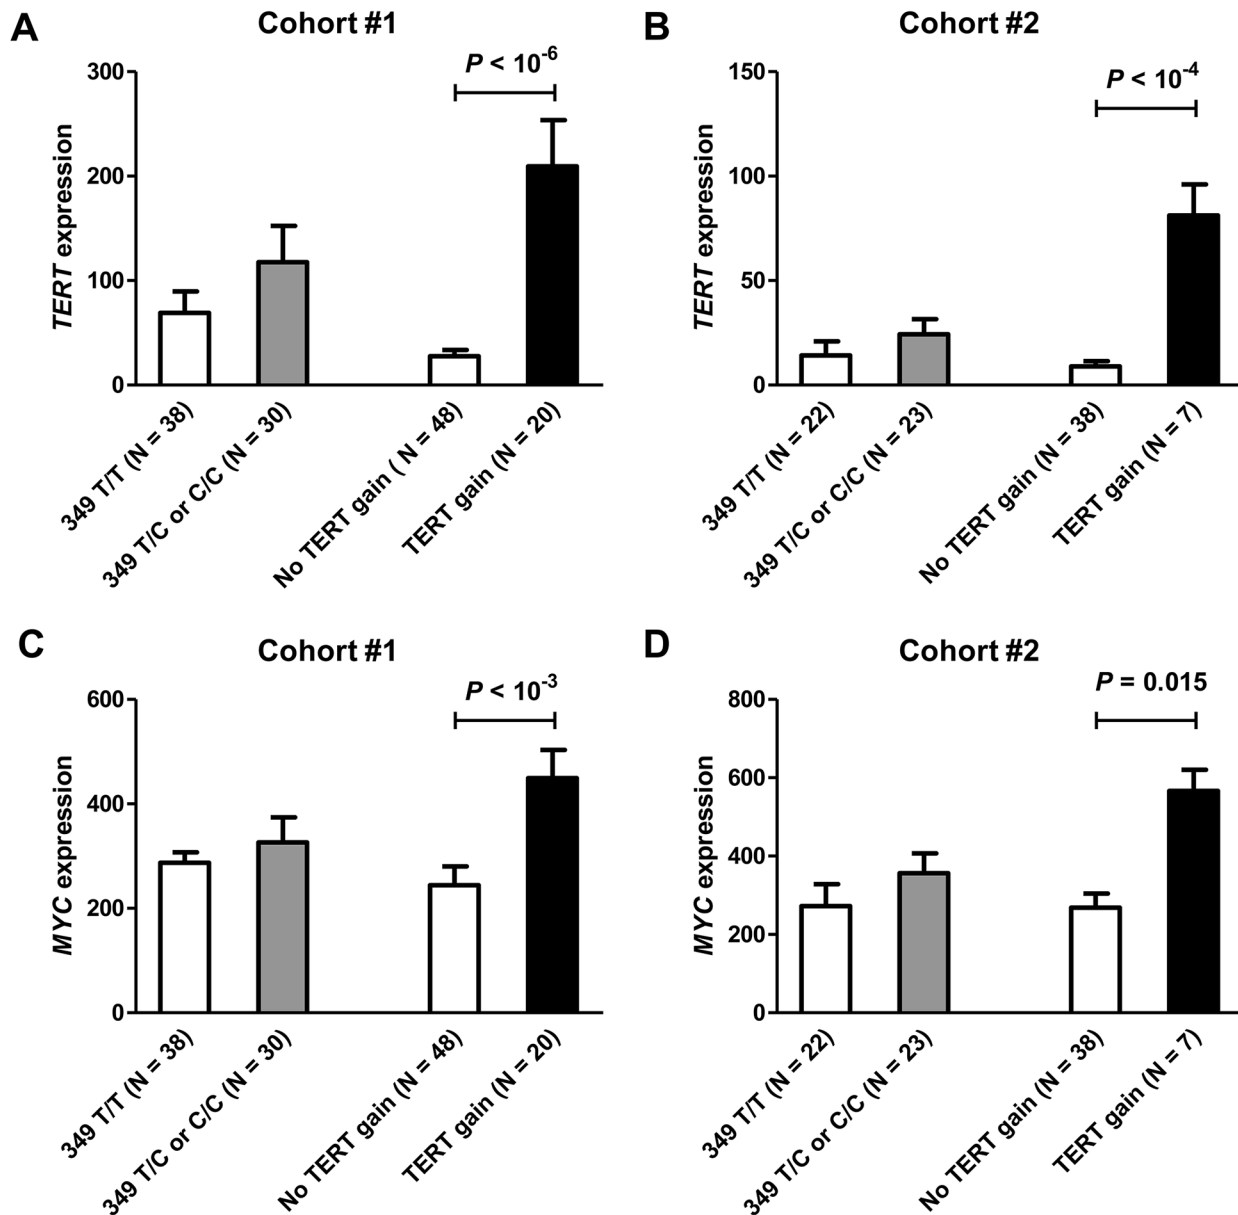 A
Cohort #1
P < 10-6
TERT expression
300
200
100
0
349 T/T (N = 38)
349 T/C or C/C (N = 30)
No TERT gain ( N = 48)
TERT gain (N = 20)
B
Cohort #2
P < 10-4
TERT expression
150
100
50
0
349 T/T (N = 22)
349 T/C or C/C (N = 23)
No TERT gain (N = 38)
TERT gain (N = 7)
C
Cohort #1
P < 10-3
MYC expression
600
400
200
0
349 T/T (N = 38)
349 T/C or C/C (N = 30)
No TERT gain (N = 48)
TERT gain (N = 20)
D
Cohort #2
P = 0.015
MYC expression
800
600
400
200
0
349 T/T (N = 22)
349 T/C or C/C (N = 23)
No TERT gain (N = 38)
TERT gain (N = 7)